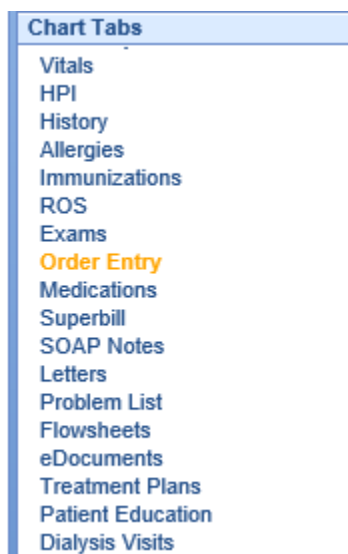 Chart Tabs
Vitals
HPI
History
Allergies
Immunizations
ROS
Exams
Order Entry
Medications
Superbill
SOAP Notes
Letters
Problem List
Flowsheets
eDocuments
Treatment Plans
Patient Education
Dialysis Visits